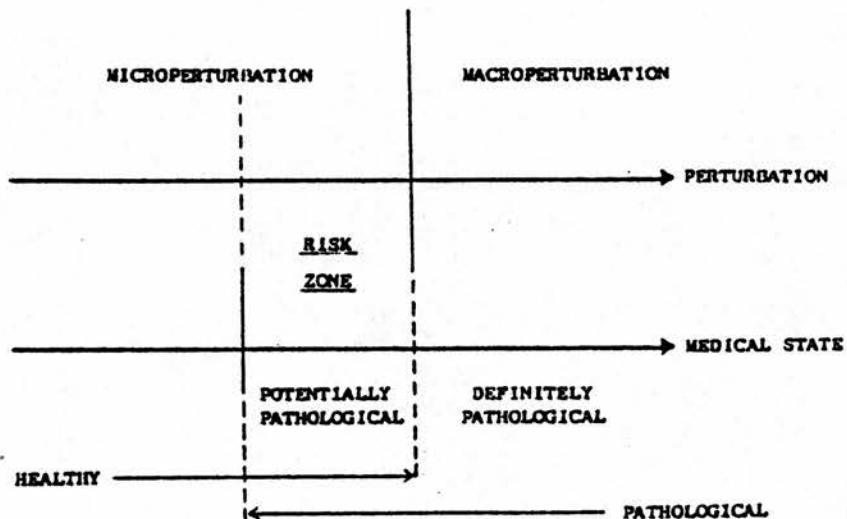 MICROPERTURBATION MACROPERTURBATION
PERTURBATION
RISK
ZONE
MEDICAL STATE
POTENTIALLY DEFINITELY
PATHOLOGICAL PATHOLOGICAL
HEALTHY
PATHOLOGICAL